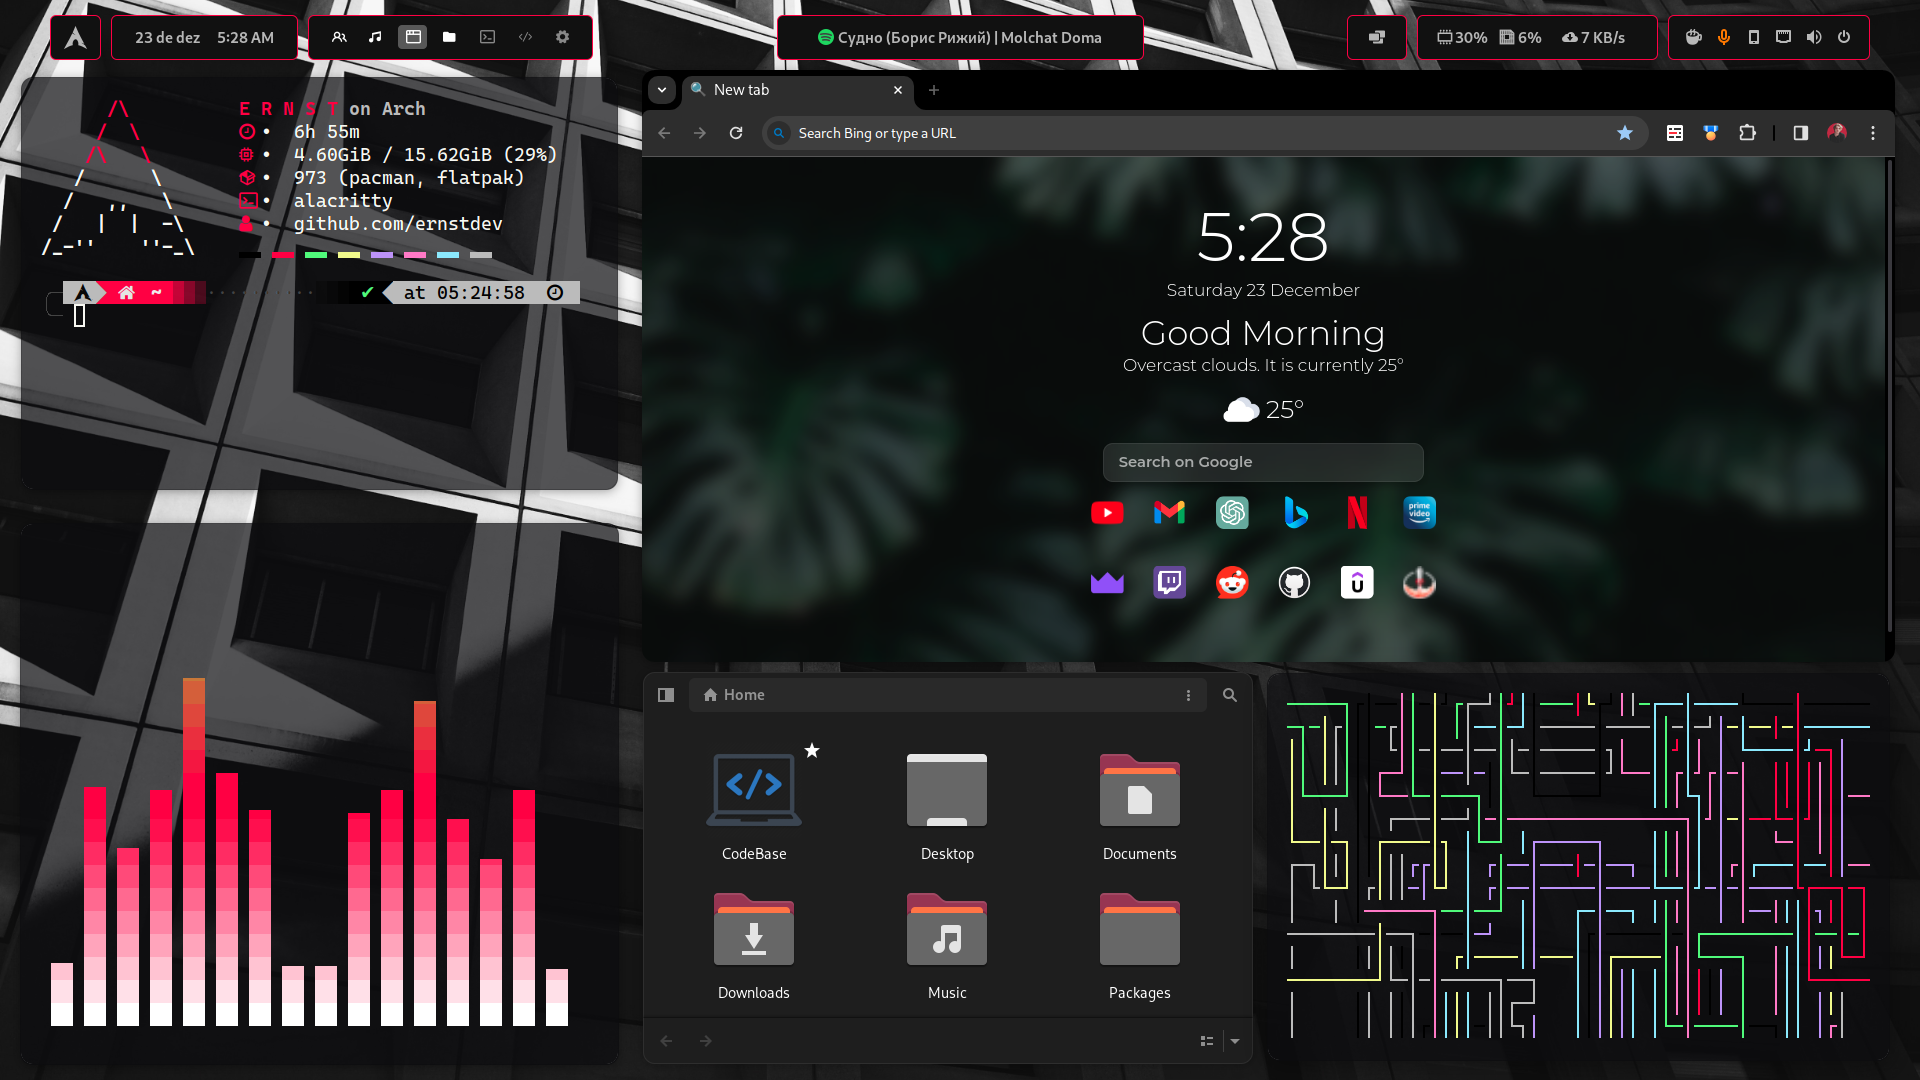 23 de dez 5:28 AM
Судно (Борис Рижий) | Molchat Doma
30% 6% 7 KB/s
E R N S T on Arch
• 6h 55m
• 4.60GiB / 15.62GiB (29%)
• 973 (pacman, flatpak)
• alacritty
• github.com/ernstdev
~ ✔ at 05:24:58
New tab
Search Bing or type a URL
5:28
Saturday 23 December
Good Morning
Overcast clouds. It is currently 25°
25°
Search on Google
prime video
Home
CodeBase Desktop Documents
Downloads Music Packages